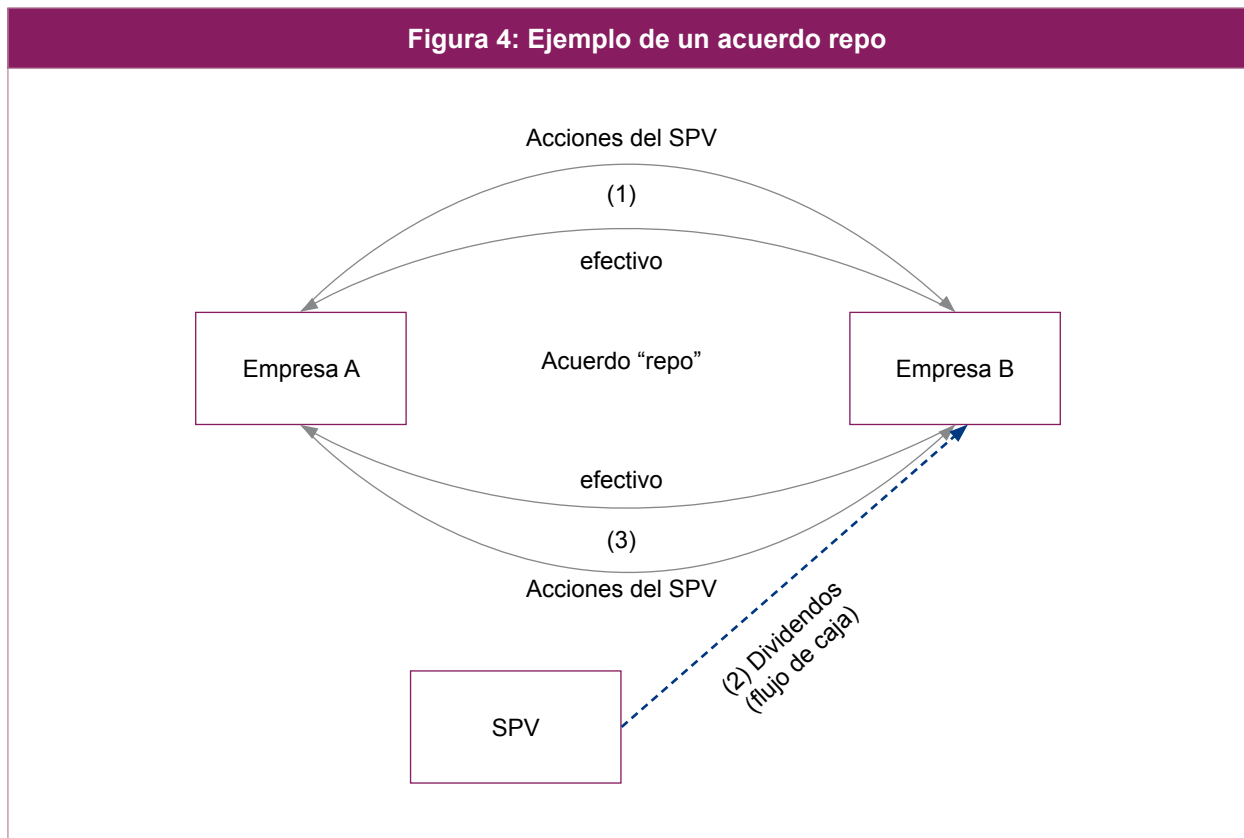 Figura 4: Ejemplo de un acuerdo repo
Acciones del SPV
(1)
efectivo
Empresa A
Acuerdo “repo”
Empresa B
efectivo
(3)
Acciones del SPV
(2) Dividendos
(flujo de caja)
SPV